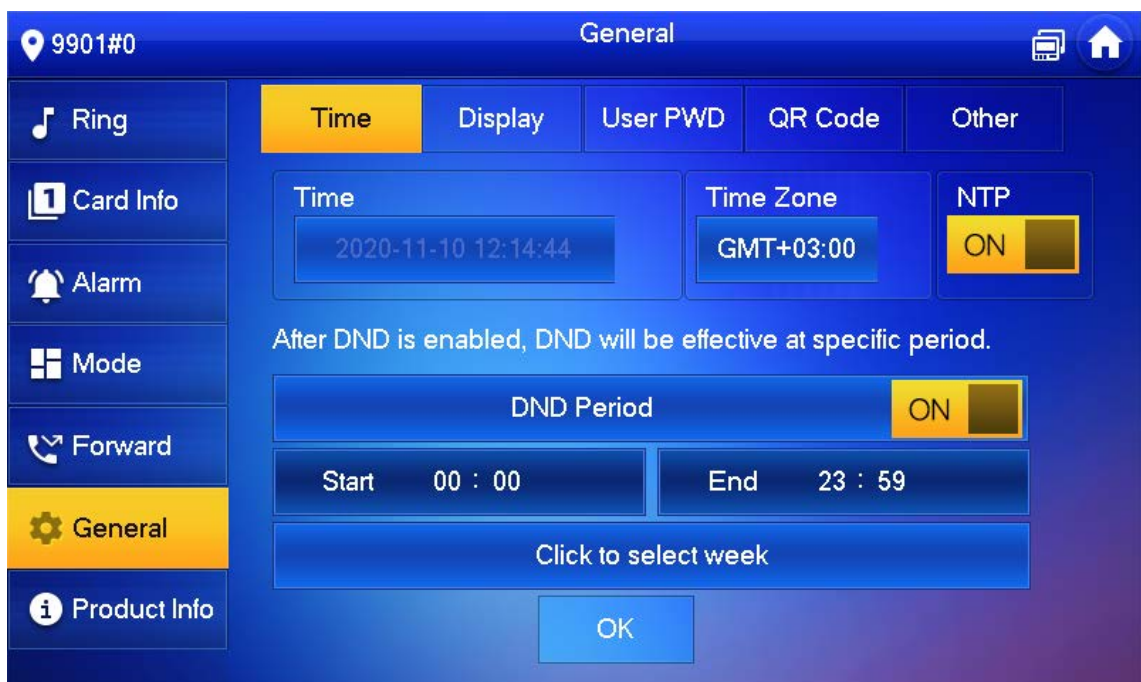 9901#0
General
Ring
Card Info
Alarm
Mode
Forward
General
Product Info
Time
Display
User PWD
QR Code
Other
Time
2020-11-10 12:14:44
Time Zone
GMT+03:00
NTP
ON
After DND is enabled, DND will be effective at specific period.
DND Period
ON
Start 00 : 00
End 23 : 59
Click to select week
OK